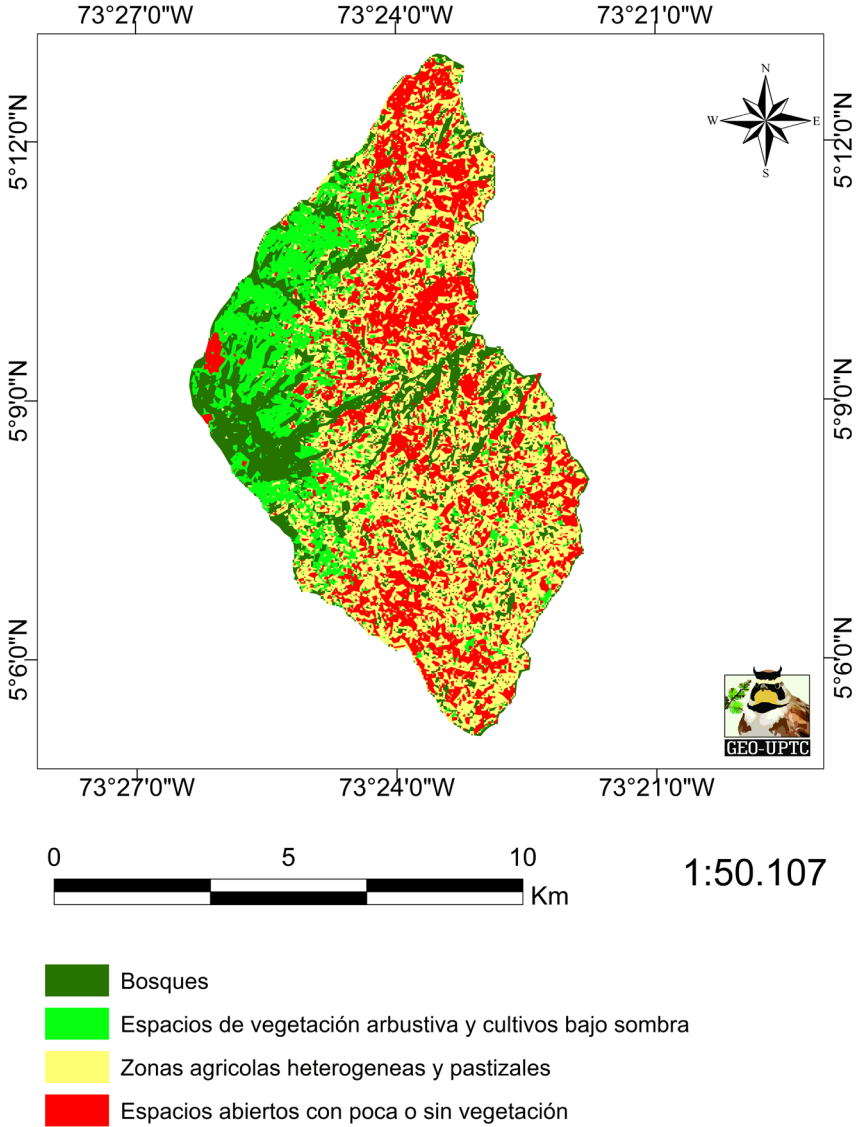 73°27'0"W 73°24'0"W 73°21'0"W
N
W E
S
5°12'0"N 5°12'0"N
5°9'0"N 5°9'0"N
5°6'0"N 5°6'0"N
GEO-UPTC
73°27'0"W 73°24'0"W 73°21'0"W
0 5 10
Km
1:50.107
Bosques
Espacios de vegetación arbustiva y cultivos bajo sombra
Zonas agricolas heterogeneas y pastizales
Espacios abiertos con poca o sin vegetación